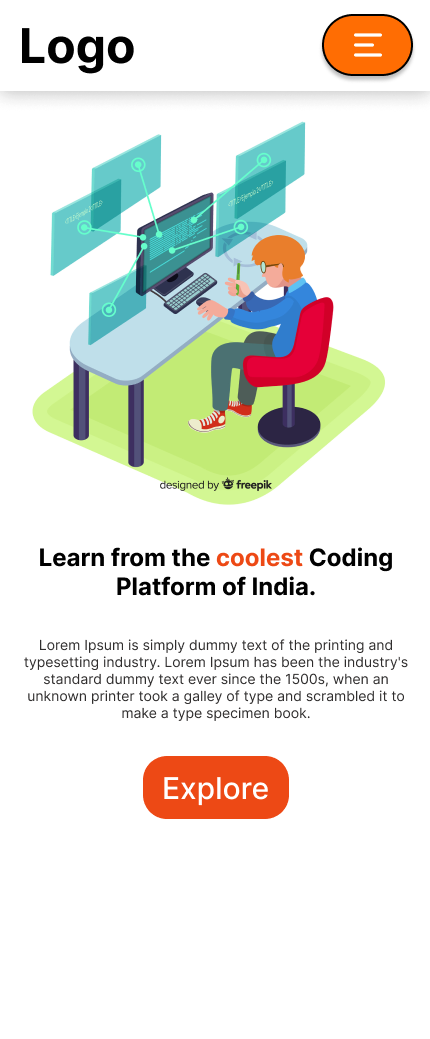 Logo
designed by freepik
Learn from the coolest Coding
Platform of India.
Lorem Ipsum is simply dummy text of the printing and
typesetting industry. Lorem Ipsum has been the industry's
standard dummy text ever since the 1500s, when an
unknown printer took a galley of type and scrambled it to
make a type specimen book.
Explore